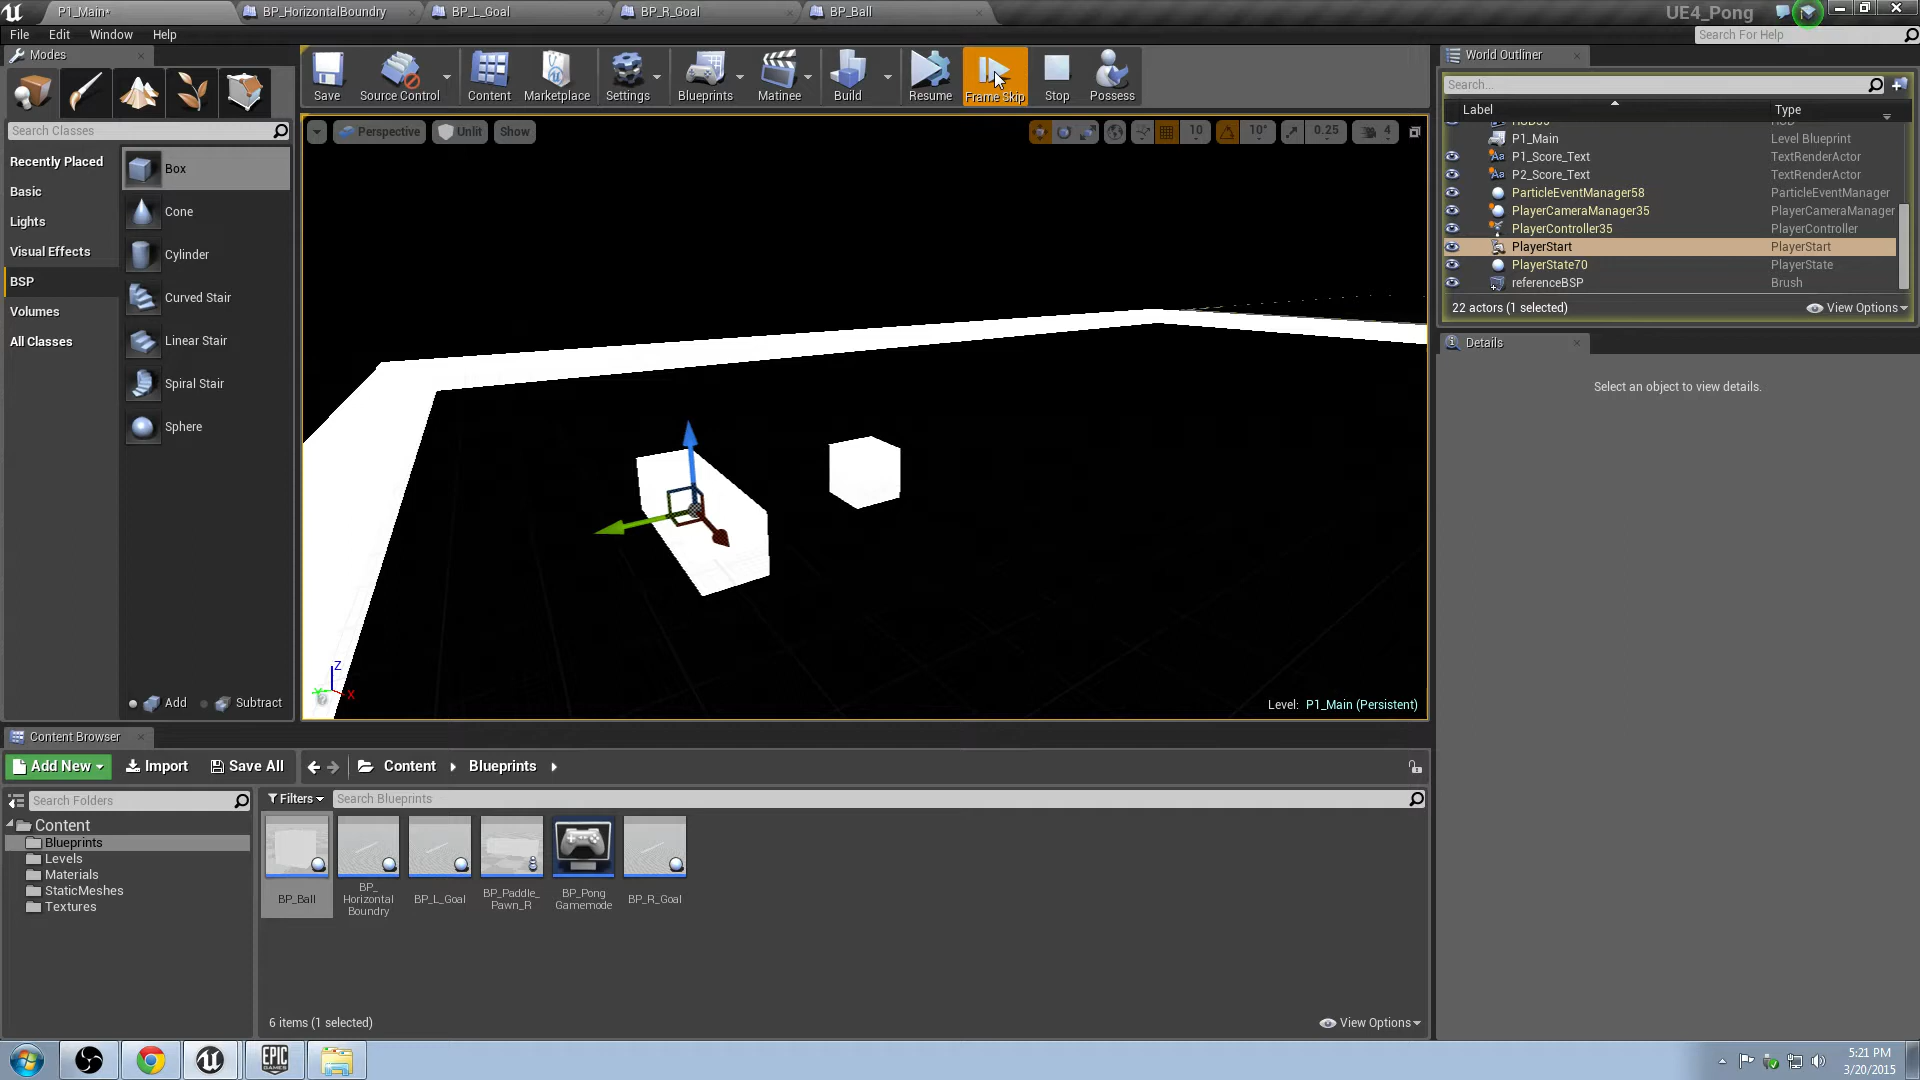 P1_Main• BP_HorizontalBoundry BP_L_Goal BP_R_Goal BP_Ball UE4_Pong
File Edit Window Help Search For Help
Modes World Outliner
Save Source Control Content Marketplace Settings Blueprints Matinee Build Resume Frame Skip Stop Possess
Search...
Label Type
Search Classes
Perspective Unlit Show 10 10° 0.25 4
P1_Main Level Blueprint
P1_Score_Text TextRenderActor
P2_Score_Text TextRenderActor
ParticleEventManager58 ParticleEventManager
PlayerCameraManager35 PlayerCameraManager
PlayerController35 PlayerController
PlayerStart PlayerStart
PlayerState70 PlayerState
referenceBSP Brush
22 actors (1 selected) View Options
Details
Select an object to view details.
Recently Placed
Basic
Lights
Visual Effects
BSP
Volumes
All Classes
Box
Cone
Cylinder
Curved Stair
Linear Stair
Spiral Stair
Sphere
Add Subtract
Z
Y X
Level: P1_Main (Persistent)
Content Browser
Add New Import Save All Content Blueprints
Search Folders Filters Search Blueprints
Content
Blueprints
Levels
Materials
StaticMeshes
Textures
BP_Ball
BP_
Horizontal
Boundry
BP_L_Goal
BP_Paddle_
Pawn_R
BP_Pong
Gamemode
BP_R_Goal
6 items (1 selected) View Options
EPIC
GAMES
5:21 PM
3/20/2015